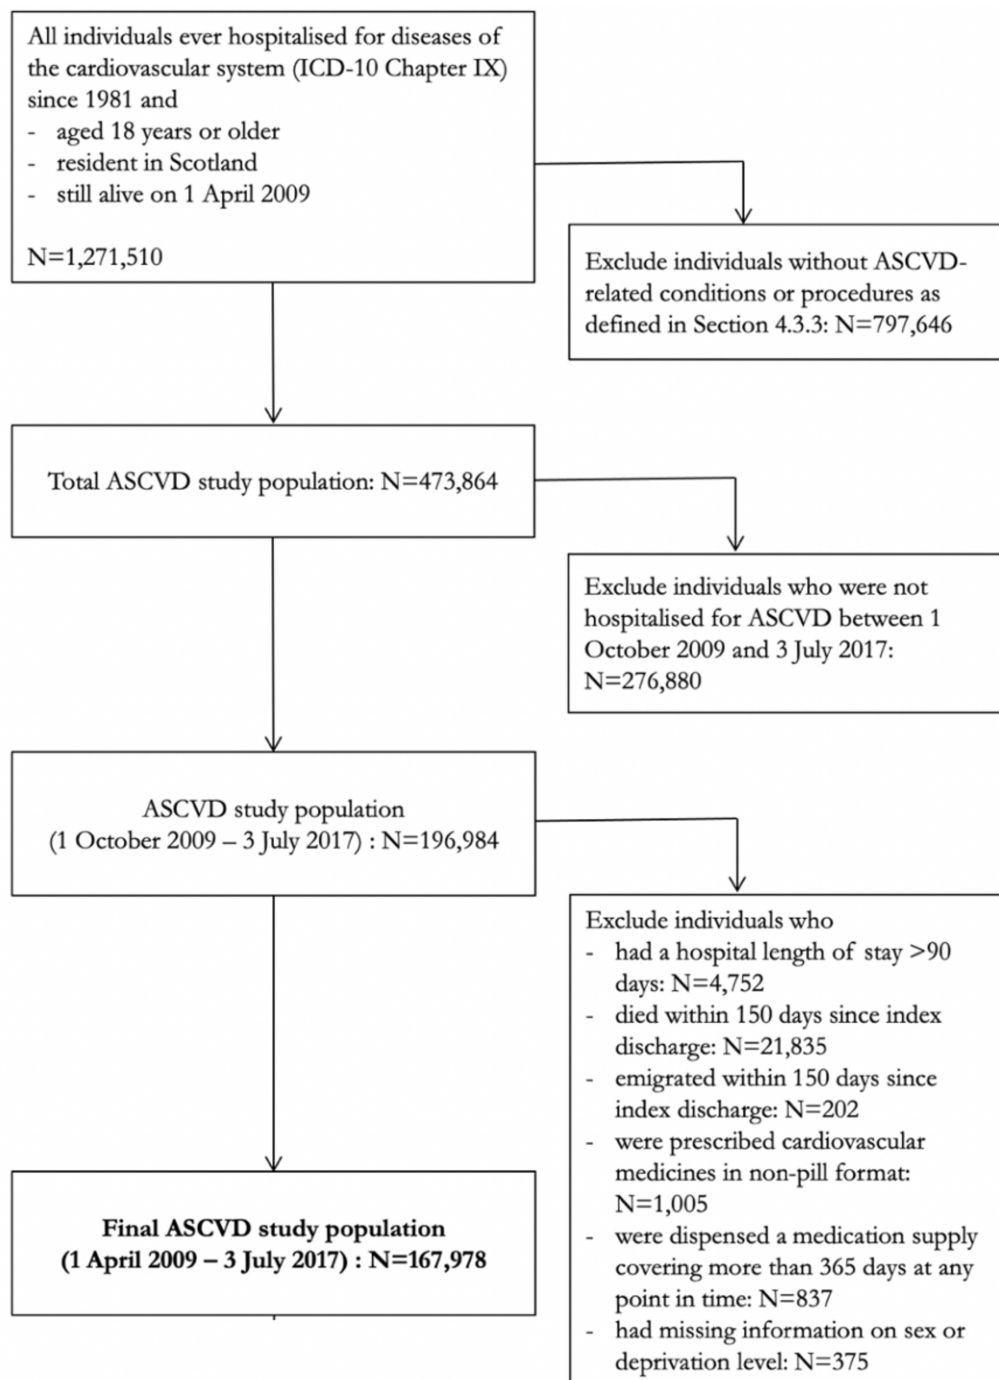 All individuals ever hospitalised for diseases of
the cardiovascular system (ICD-10 Chapter IX)
since 1981 and
- aged 18 years or older
- resident in Scotland
- still alive on 1 April 2009
N=1,271,510
Exclude individuals without ASCVD-
related conditions or procedures as
defined in Section 4.3.3: N=797,646
Total ASCVD study population: N=473,864
Exclude individuals who were not
hospitalised for ASCVD between 1
October 2009 and 3 July 2017:
N=276,880
ASCVD study population
(1 October 2009 – 3 July 2017) : N=196,984
Exclude individuals who
- had a hospital length of stay >90
days: N=4,752
- died within 150 days since index
discharge: N=21,835
- emigrated within 150 days since
index discharge: N=202
- were prescribed cardiovascular
medicines in non-pill format:
N=1,005
- were dispensed a medication supply
covering more than 365 days at any
point in time: N=837
- had missing information on sex or
deprivation level: N=375
Final ASCVD study population
(1 April 2009 – 3 July 2017) : N=167,978